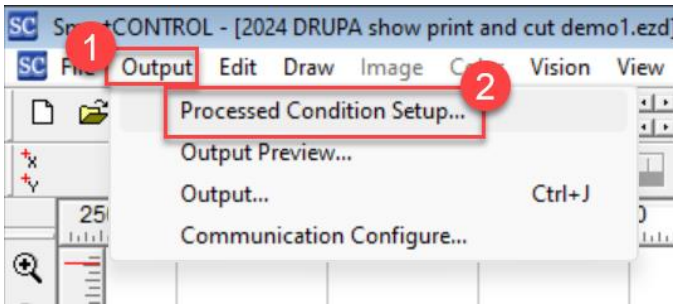 SC SmartCONTROL - [2024 DRUPA show print and cut demo1.ezd]
1
SC Output Edit Draw Image Vision View
2
Processed Condition Setup...
Output Preview...
Output... Ctrl+J
Communication Configure...
+x
+y